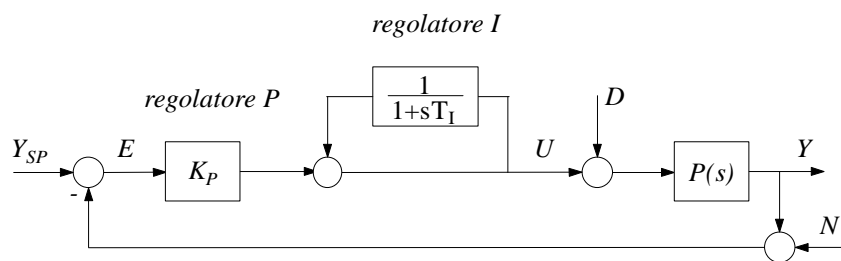 regolatore I
1
1+sT_I
regolatore P
D
Y_SP
E
K_P
U
P(s)
Y
-
N